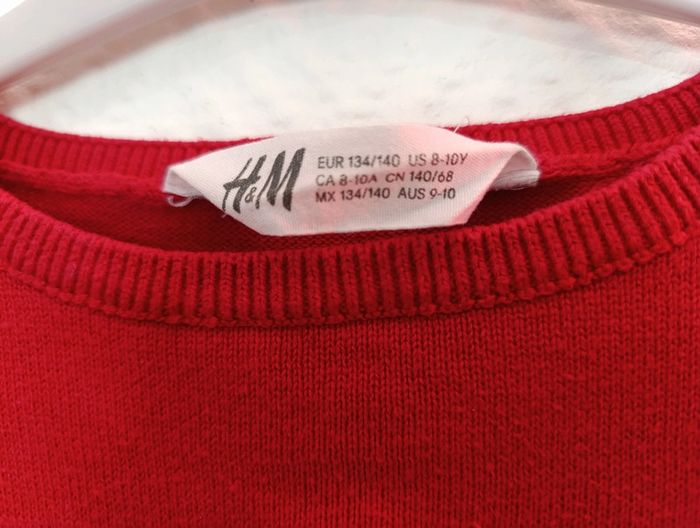 H&M
EUR 134/140 US 8-10Y
CA 8-10A CN 140/68
MX 134/140 AUS 9-10